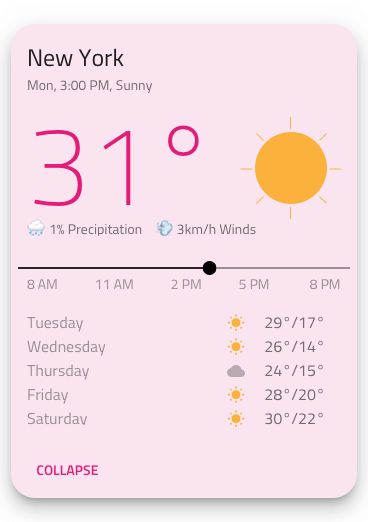 New York
Mon, 3:00 PM, Sunny
31°
1% Precipitation 3km/h Winds
8 AM 11 AM 2 PM 5 PM 8 PM
Tuesday 29°/17°
Wednesday 26°/14°
Thursday 24°/15°
Friday 28°/20°
Saturday 30°/22°
COLLAPSE